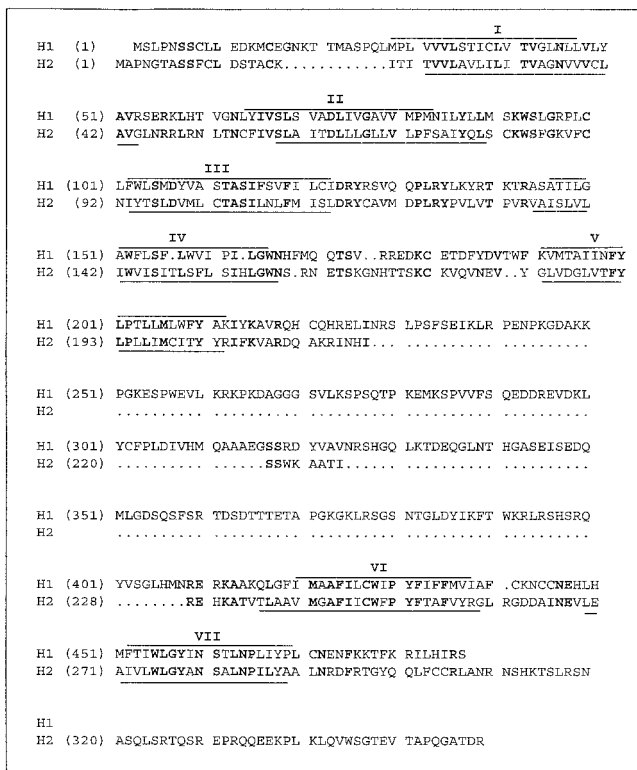 I
H1 (1) MSLPNSSCLL EDKMCEGNKT TMASPQLMPL VVVLSTICLV TVGLNLLVLY
H2 (1) MAPNGTASSFCL DSTACK........... .ITI TVVLAVLILI TVAGNVVVCL
II
H1 (51) AVRSERKLHT VGNLYIVSLS VADLIVGAVV MPMNILYLLM SKWSLGRPLC
H2 (42) AVGLNRRLRN LTNCFIVSLA ITDLLLGLLV LPFSAIYQLS CKWSFGKVFC
III
H1 (101) LFWLSMDYVA STASIFSVFI LCIDRYRSVQ QPLRYLKYRT KTRASATILG
H2 (92) NIYTSLDVML CTASILNLFM ISLDRYCAVM DPLRYPVLVT PVRVAISLVL
IV V
H1 (151) AWFLSF.LWVI PI.LGWNHFMQ QTSV..RREDKC ETDFYDVTWF KVMTAIINFY
H2 (142) IWVISITLSFL SIHLGWNS.RN ETSKGNHTTSKC KVQVNEV..Y GLVDGLVTFY
H1 (201) LPTLLMLWFY AKIYKAVRQH CQHRELINRS LPSFSEIKLR PENPKGDAKK
H2 (193) LPLLIMCITY YRIFKVARDQ AKRINHI... .......... ..........
H1 (251) PGKESPWEVL KRKPKDAGGG SVLKSPSQTP KEMKSPVVFS QEDDREVDKL
H2 .......... .......... .......... .......... ..........
H1 (301) YCFPLDIVHM QAAAEGSSRD YVAVNRSHGQ LKTDEQGLNT HGASEISEDQ
H2 (220) .......... ......SSWK AATI...... .......... ..........
H1 (351) MLGDSQSFSR TDSDTTTETA PGKGKLRSGS NTGLDYIKFT WKRLRSHSRQ
H2 .......... .......... .......... .......... ..........
VI
H1 (401) YVSGLHMNRE RKAAKQLGFI MAAFILCWIP YFIFFMVIAF .CKNCCNEHLH
H2 (228) ........RE HKATVTLAAV MGAFIICWFP YFTAFVYRGL RGDDAINEVLE
VII
H1 (451) MFTIWLGYIN STLNPLIYPL CNENFKKTFK RILHIRS
H2 (271) AIVLWLGYAN SALNPILYAA LNRDFRTGYQ QLFCCRLANR NSHKTSLRSN
H1
H2 (320) ASQLSRTQSR EPRQQEEKPL KLQVWSGTEV TAPQGATDR